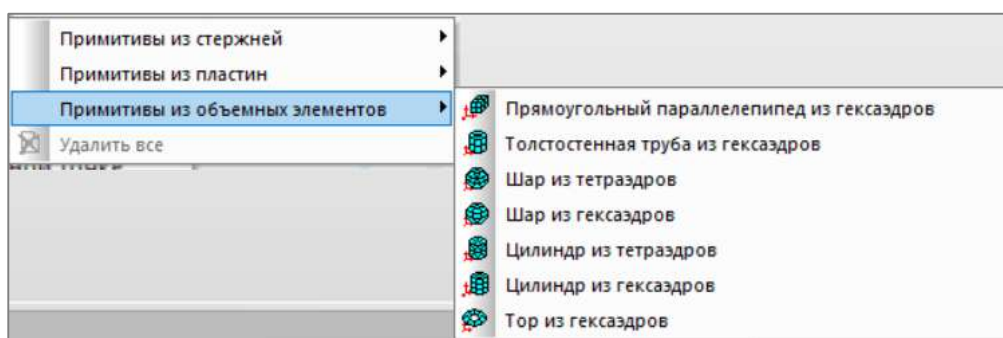 Примитивы из стержней
Примитивы из пластин
Примитивы из объемных элементов
Удалить все
Прямоугольный параллелепипед из гексаэдров
Толстостенная труба из гексаэдров
Шар из тетраэдров
Шар из гексаэдров
Цилиндр из тетраэдров
Цилиндр из гексаэдров
Тор из гексаэдров